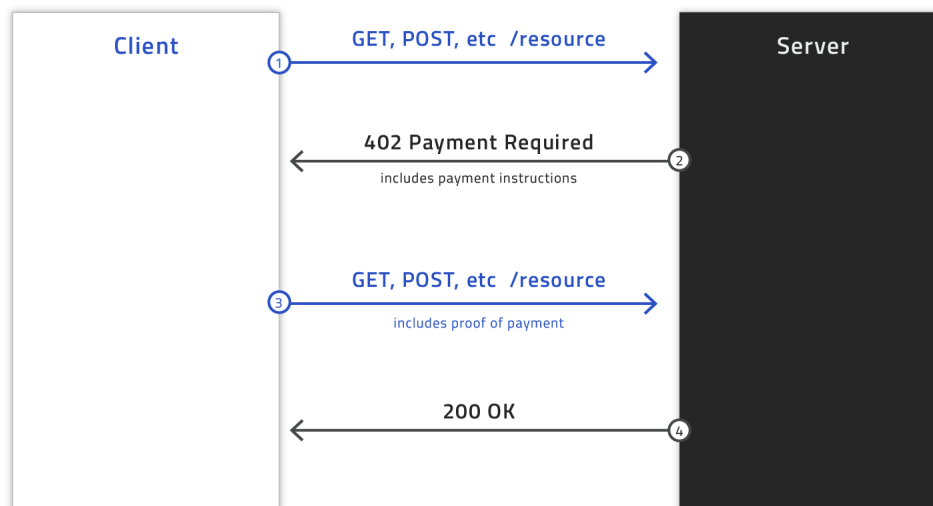 Client
Server
GET, POST, etc /resource
1
402 Payment Required
2
includes payment instructions
GET, POST, etc /resource
3
includes proof of payment
200 OK
4